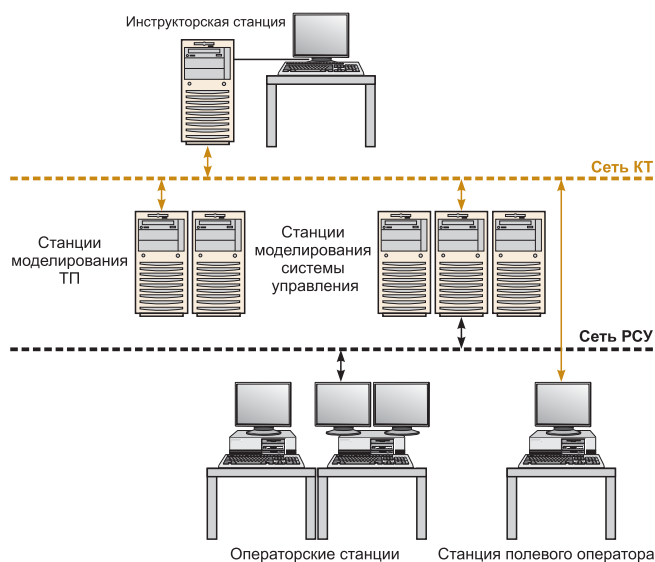 Инструкторская станция
Сеть КТ
Станции
моделирования
ТП
Станции
моделирования
системы
управления
Сеть РСУ
Операторские станции
Станция полевого оператора